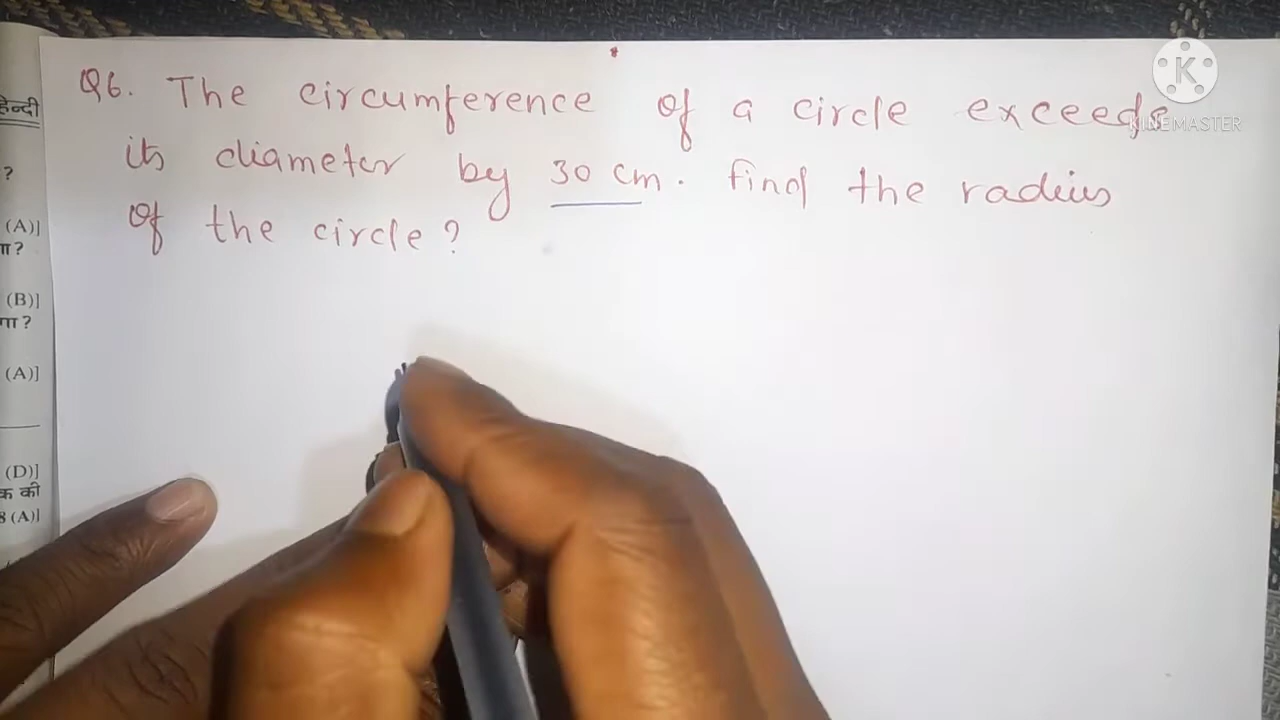 Q6. The circumference of a circle exceeds
its diameter by 30 cm. find the radius
of the circle?
K
KINEMASTER
हिन्दी
?
(A)]
गा?
(B)]
गा?
(A)]
(D)]
क की
8 (A)]